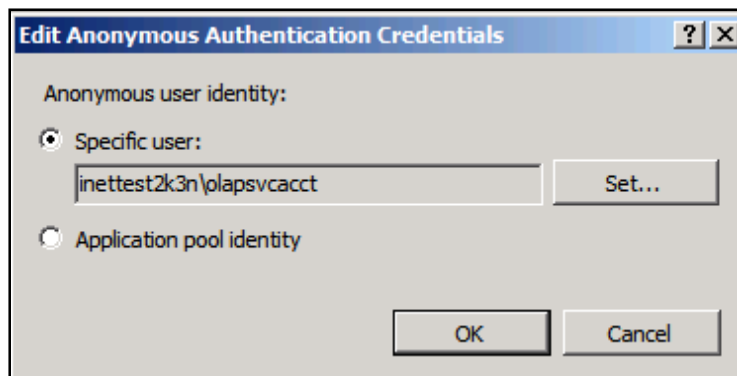 Edit Anonymous Authentication Credentials ? X
Anonymous user identity:
Specific user:
inettest2k3n\olapsvcacct Set...
Application pool identity
OK Cancel